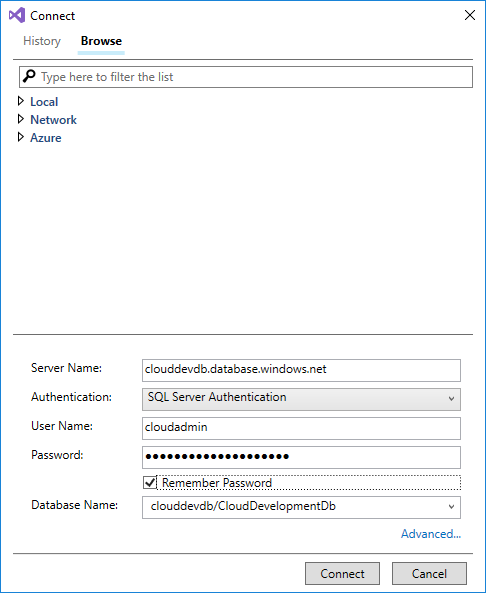 Connect
History Browse
Type here to filter the list
Local
Network
Azure
Server Name: clouddevdb.database.windows.net
Authentication: SQL Server Authentication
User Name: cloudadmin
Password: ●●●●●●●●●●●●●●●●●●●●
Remember Password
Database Name: clouddevdb/CloudDevelopmentDb
Advanced...
Connect Cancel